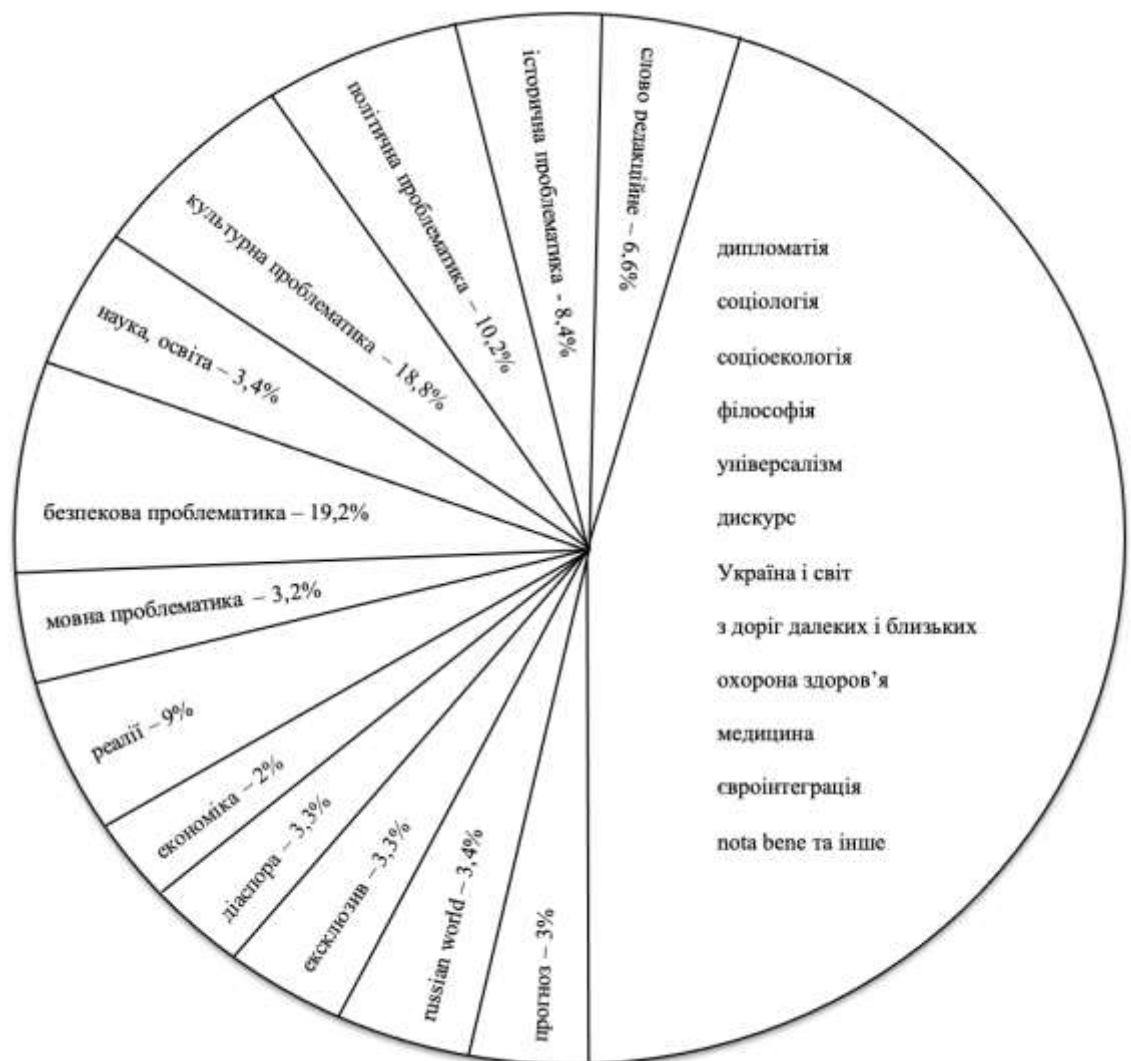 слово редакційне – 6,6%
історична проблематика - 8,4%
політична проблематика – 10,2%
культурна проблематика – 18,8%
наука, освіта – 3,4%
безпекова проблематика – 19,2%
мовна проблематика – 3,2%
реалії – 9%
економіка – 2%
діаспора – 3,3%
ексклюзив – 3,3%
russian world – 3,4%
прогноз – 3%
дипломатія
соціологія
соціоекологія
філософія
універсалізм
дискурс
Україна і світ
з доріг далеких і близьких
охорона здоров’я
медицина
євроінтеграція
nota bene та інше